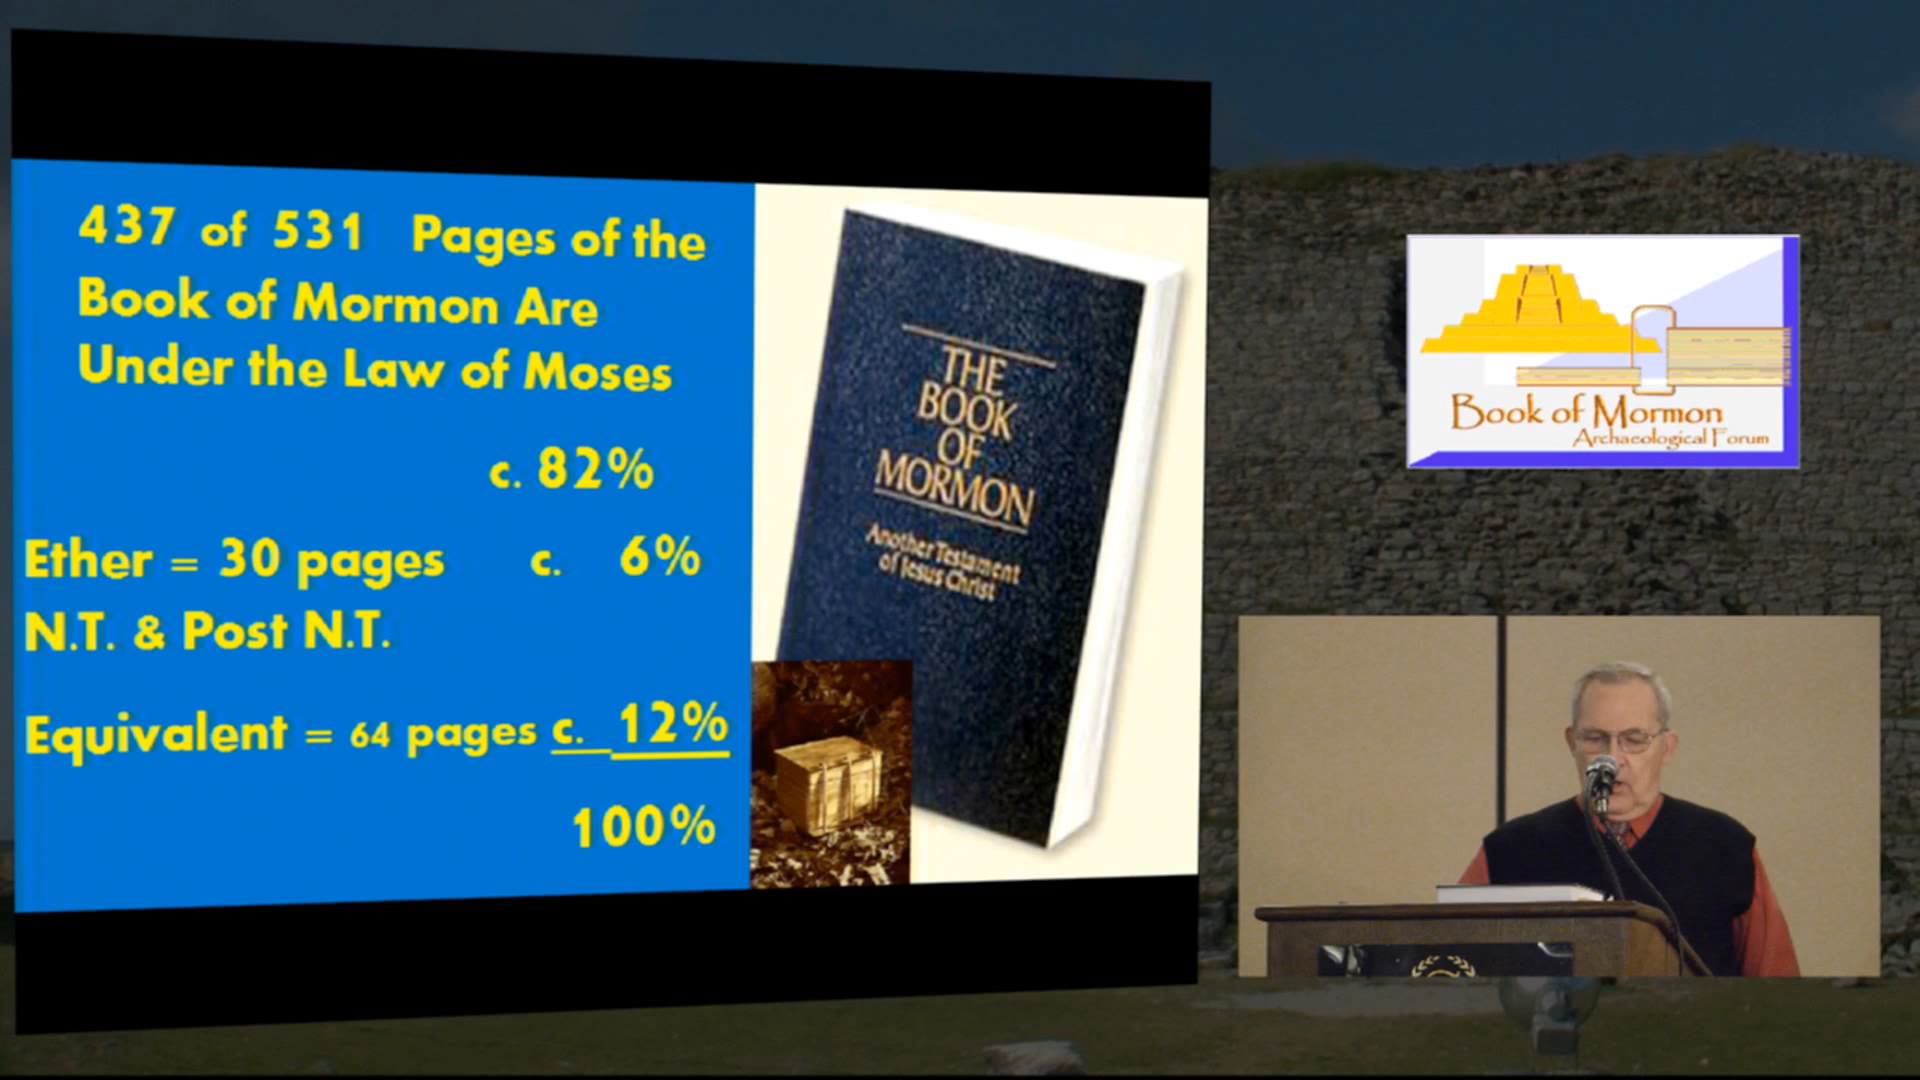 437 of 531 Pages of the
Book of Mormon Are
Under the Law of Moses
c. 82%
Ether = 30 pages c. 6%
N.T. & Post N.T.
Equivalent = 64 pages c. 12%
100%
THE
BOOK
OF
MORMON
Another Testament
of Jesus Christ
Book of Mormon
Archaeological Forum